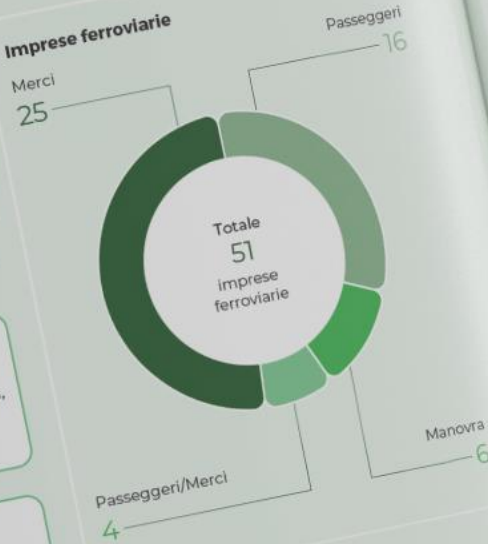 Imprese ferroviarie
Passeggeri
16
Merci
25
Totale
51
imprese
ferroviarie
Manovra
6
Passeggeri/Merci
4